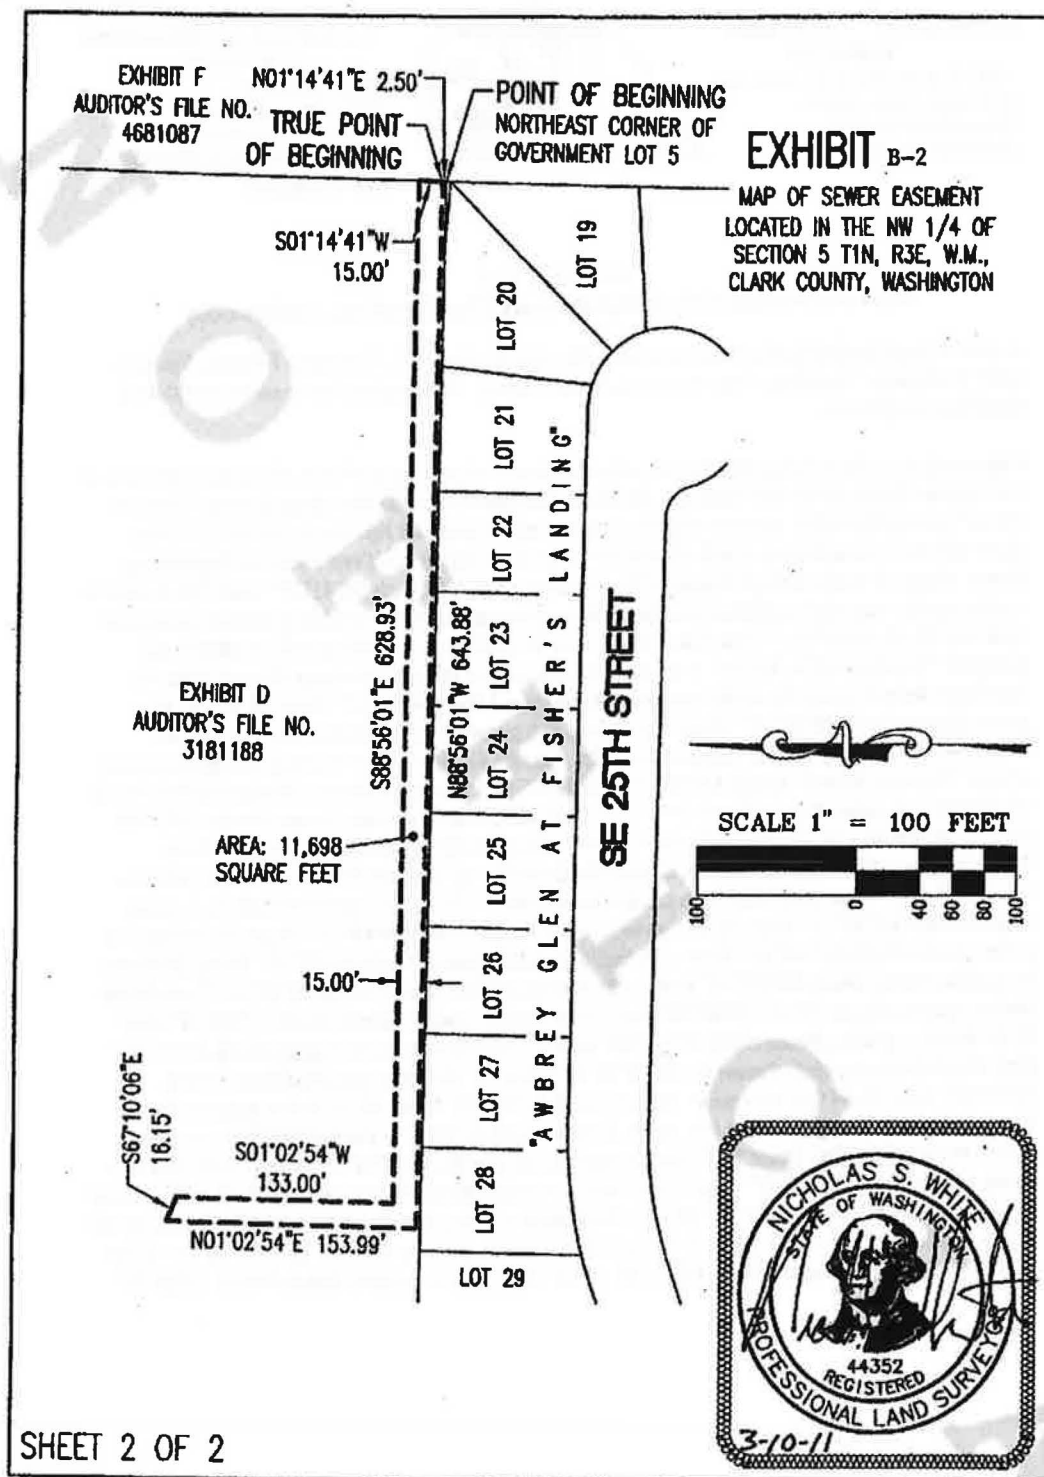 EXHIBIT F
AUDITOR'S FILE NO.
4681087
N01°14'41"E 2.50'
TRUE POINT
OF BEGINNING
POINT OF BEGINNING
NORTHEAST CORNER OF
GOVERNMENT LOT 5
EXHIBIT B-2
MAP OF SEWER EASEMENT
LOCATED IN THE NW 1/4 OF
SECTION 5 T1N, R3E, W.M.,
CLARK COUNTY, WASHINGTON
S01°14'41"W
15.00'
LOT 19
LOT 20
LOT 21
LOT 22
LOT 23
LOT 24
LOT 25
LOT 26
LOT 27
LOT 28
LOT 29
"AWBREY GLEN AT FISHER'S LANDING"
SE 25TH STREET
S88°56'01"E 628.93'
N88°56'01"W 643.88'
EXHIBIT D
AUDITOR'S FILE NO.
3181188
AREA: 11,698
SQUARE FEET
15.00'
S67°10'06"E
16.15'
S01°02'54"W
133.00'
N01°02'54"E 153.99'
SCALE 1" = 100 FEET
100 0 40 60 80 100
NICHOLAS S. WHITE
STATE OF WASHINGTON
44352
REGISTERED
PROFESSIONAL LAND SURVEYOR
3-10-11
SHEET 2 OF 2